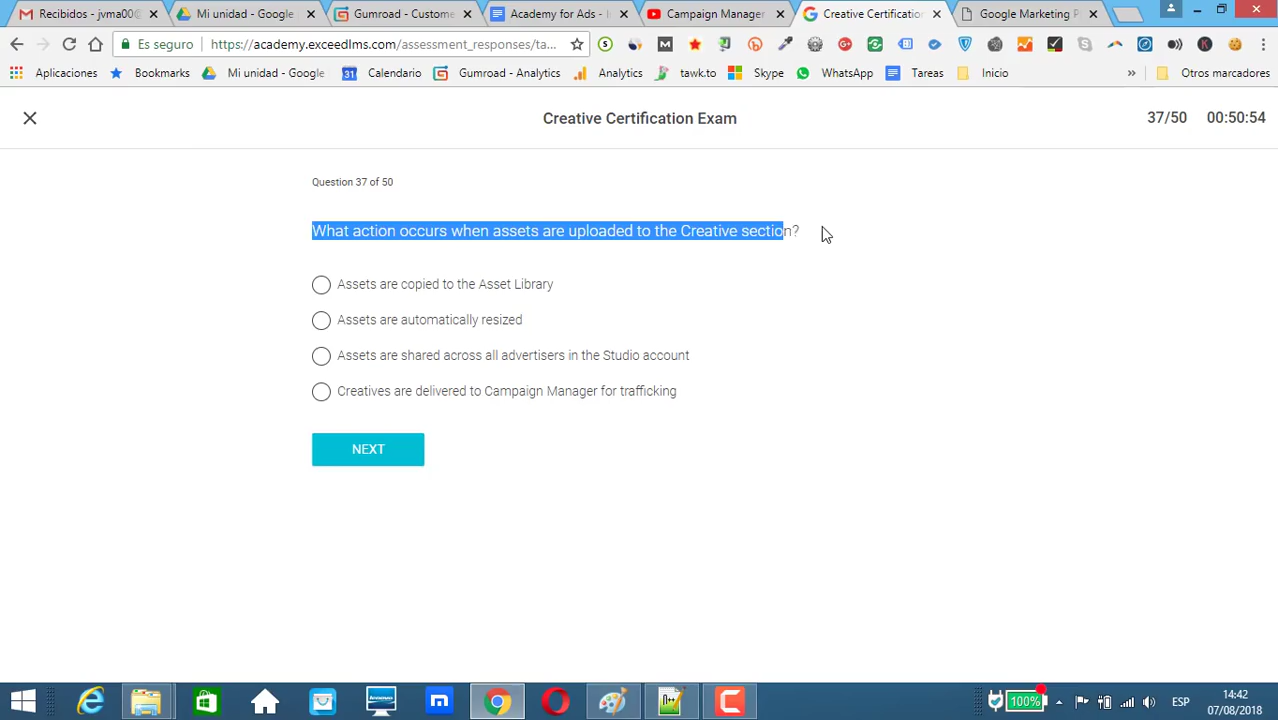 Recibidos - jvma00@
Mi unidad - Google
Gumroad - Custome
Academy for Ads - I
Campaign Manager
Creative Certification
Google Marketing P
Es seguro
https://academy.exceedlms.com/assessment_responses/ta...
Aplicaciones
Bookmark
Mi unidad - Google
31
Calendario
Gumroad - Analytics
Analytics
tawk.to
Skype
WhatsApp
Tareas
Inicio
»
Otros marcadores
Creative Certification Exam
37/50
00:50:54
Question 37 of 50
What action occurs when assets are uploaded to the Creative section?
Assets are copied to the Asset Library
Assets are automatically resized
Assets are shared across all advertisers in the Studio account
Creatives are delivered to Campaign Manager for trafficking
NEXT
100%
ESP
14:42
07/08/2018